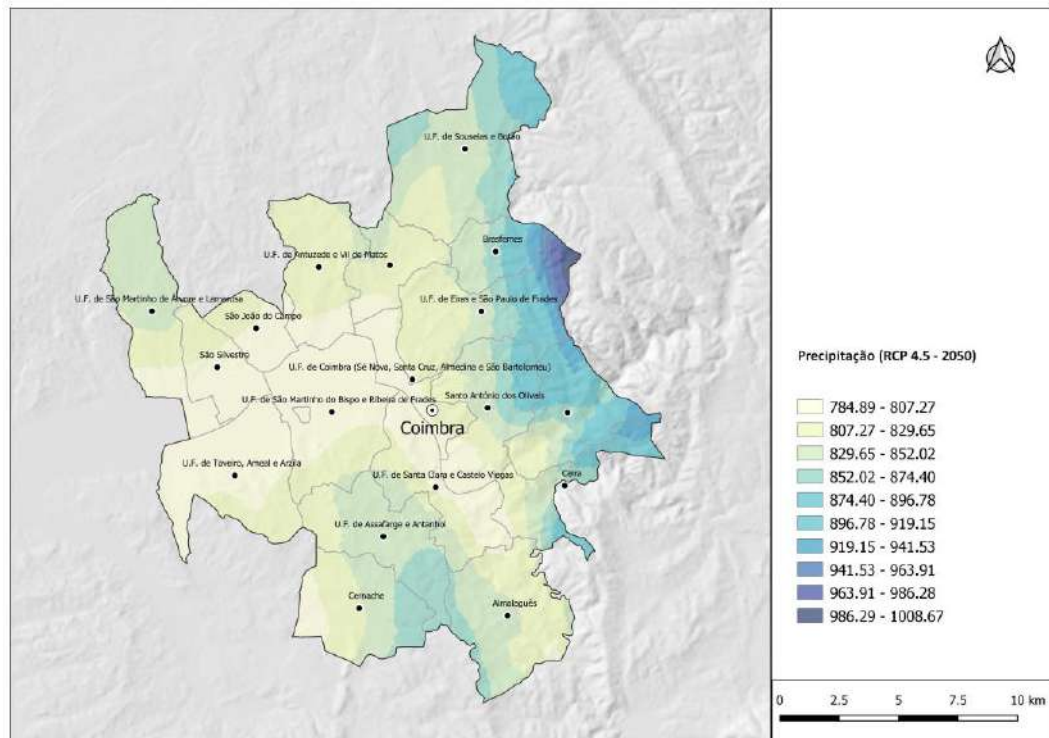 U.F. de Souselas e Botão
Brasfemes
U.F. de Antuzede e Vil de Matos
U.F. de São Martinho de Árvore e Lamarosa
U.F. de Eiras e São Paulo de Frades
São João do Campo
São Silvestre
U.F. de Coimbra (Sé Nova, Santa Cruz, Almedina e São Bartolomeu)
U.F. de São Martinho do Bispo e Ribeira de Frades
Santo António dos Olivais
Coimbra
U.F. de Taveiro, Ameal e Arzila
U.F. de Santa Clara e Castelo Viegas
Ceira
U.F. de Assafarge e Antanhol
Cernache
Almalaguês
Precipitação (RCP 4.5 - 2050)
784.89 - 807.27
807.27 - 829.65
829.65 - 852.02
852.02 - 874.40
874.40 - 896.78
896.78 - 919.15
919.15 - 941.53
941.53 - 963.91
963.91 - 986.28
986.29 - 1008.67
0 2.5 5 7.5 10 km